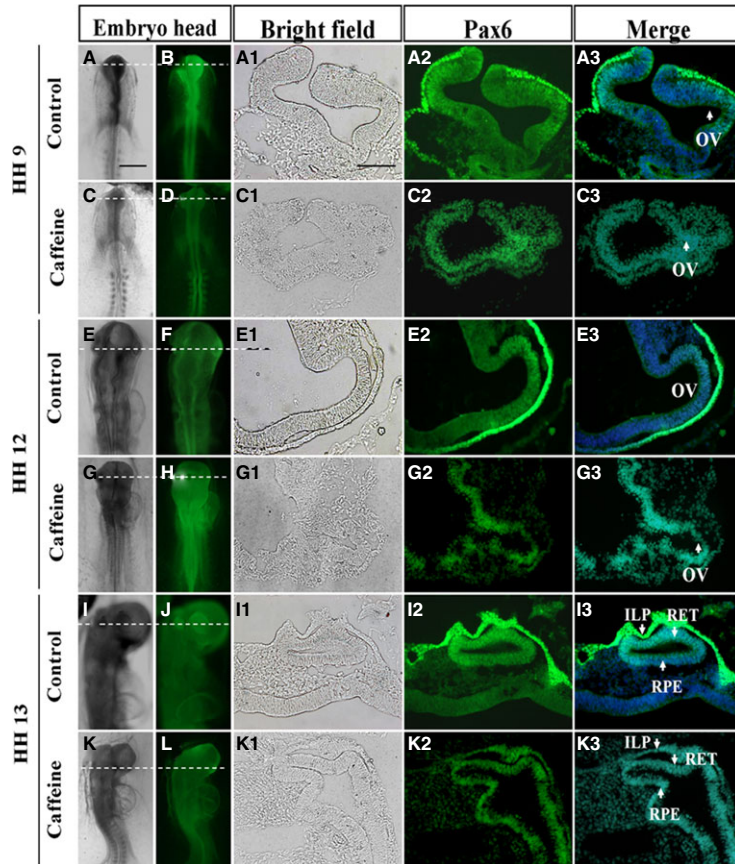 Embryo head Bright field Pax6 Merge
HH 9
Control
A B A1 A2 A3
OV
Caffeine
C D C1 C2 C3
OV
HH 12
Control
E F E1 E2 E3
OV
Caffeine
G H G1 G2 G3
OV
HH 13
Control
I J I1 I2 I3
ILP RET
RPE
Caffeine
K L K1 K2 K3
ILP RET
RPE